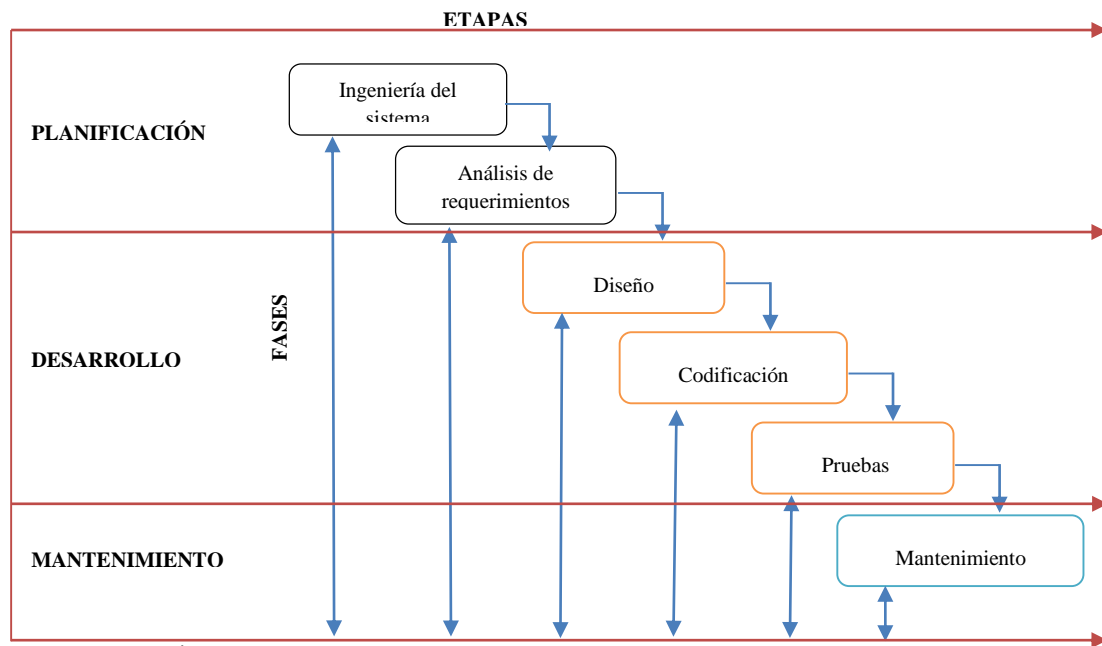 ETAPAS
Ingeniería del
sistema
PLANIFICACIÓN
Análisis de
requerimientos
Diseño
FASES
DESARROLLO
Codificación
Pruebas
MANTENIMIENTO
Mantenimiento